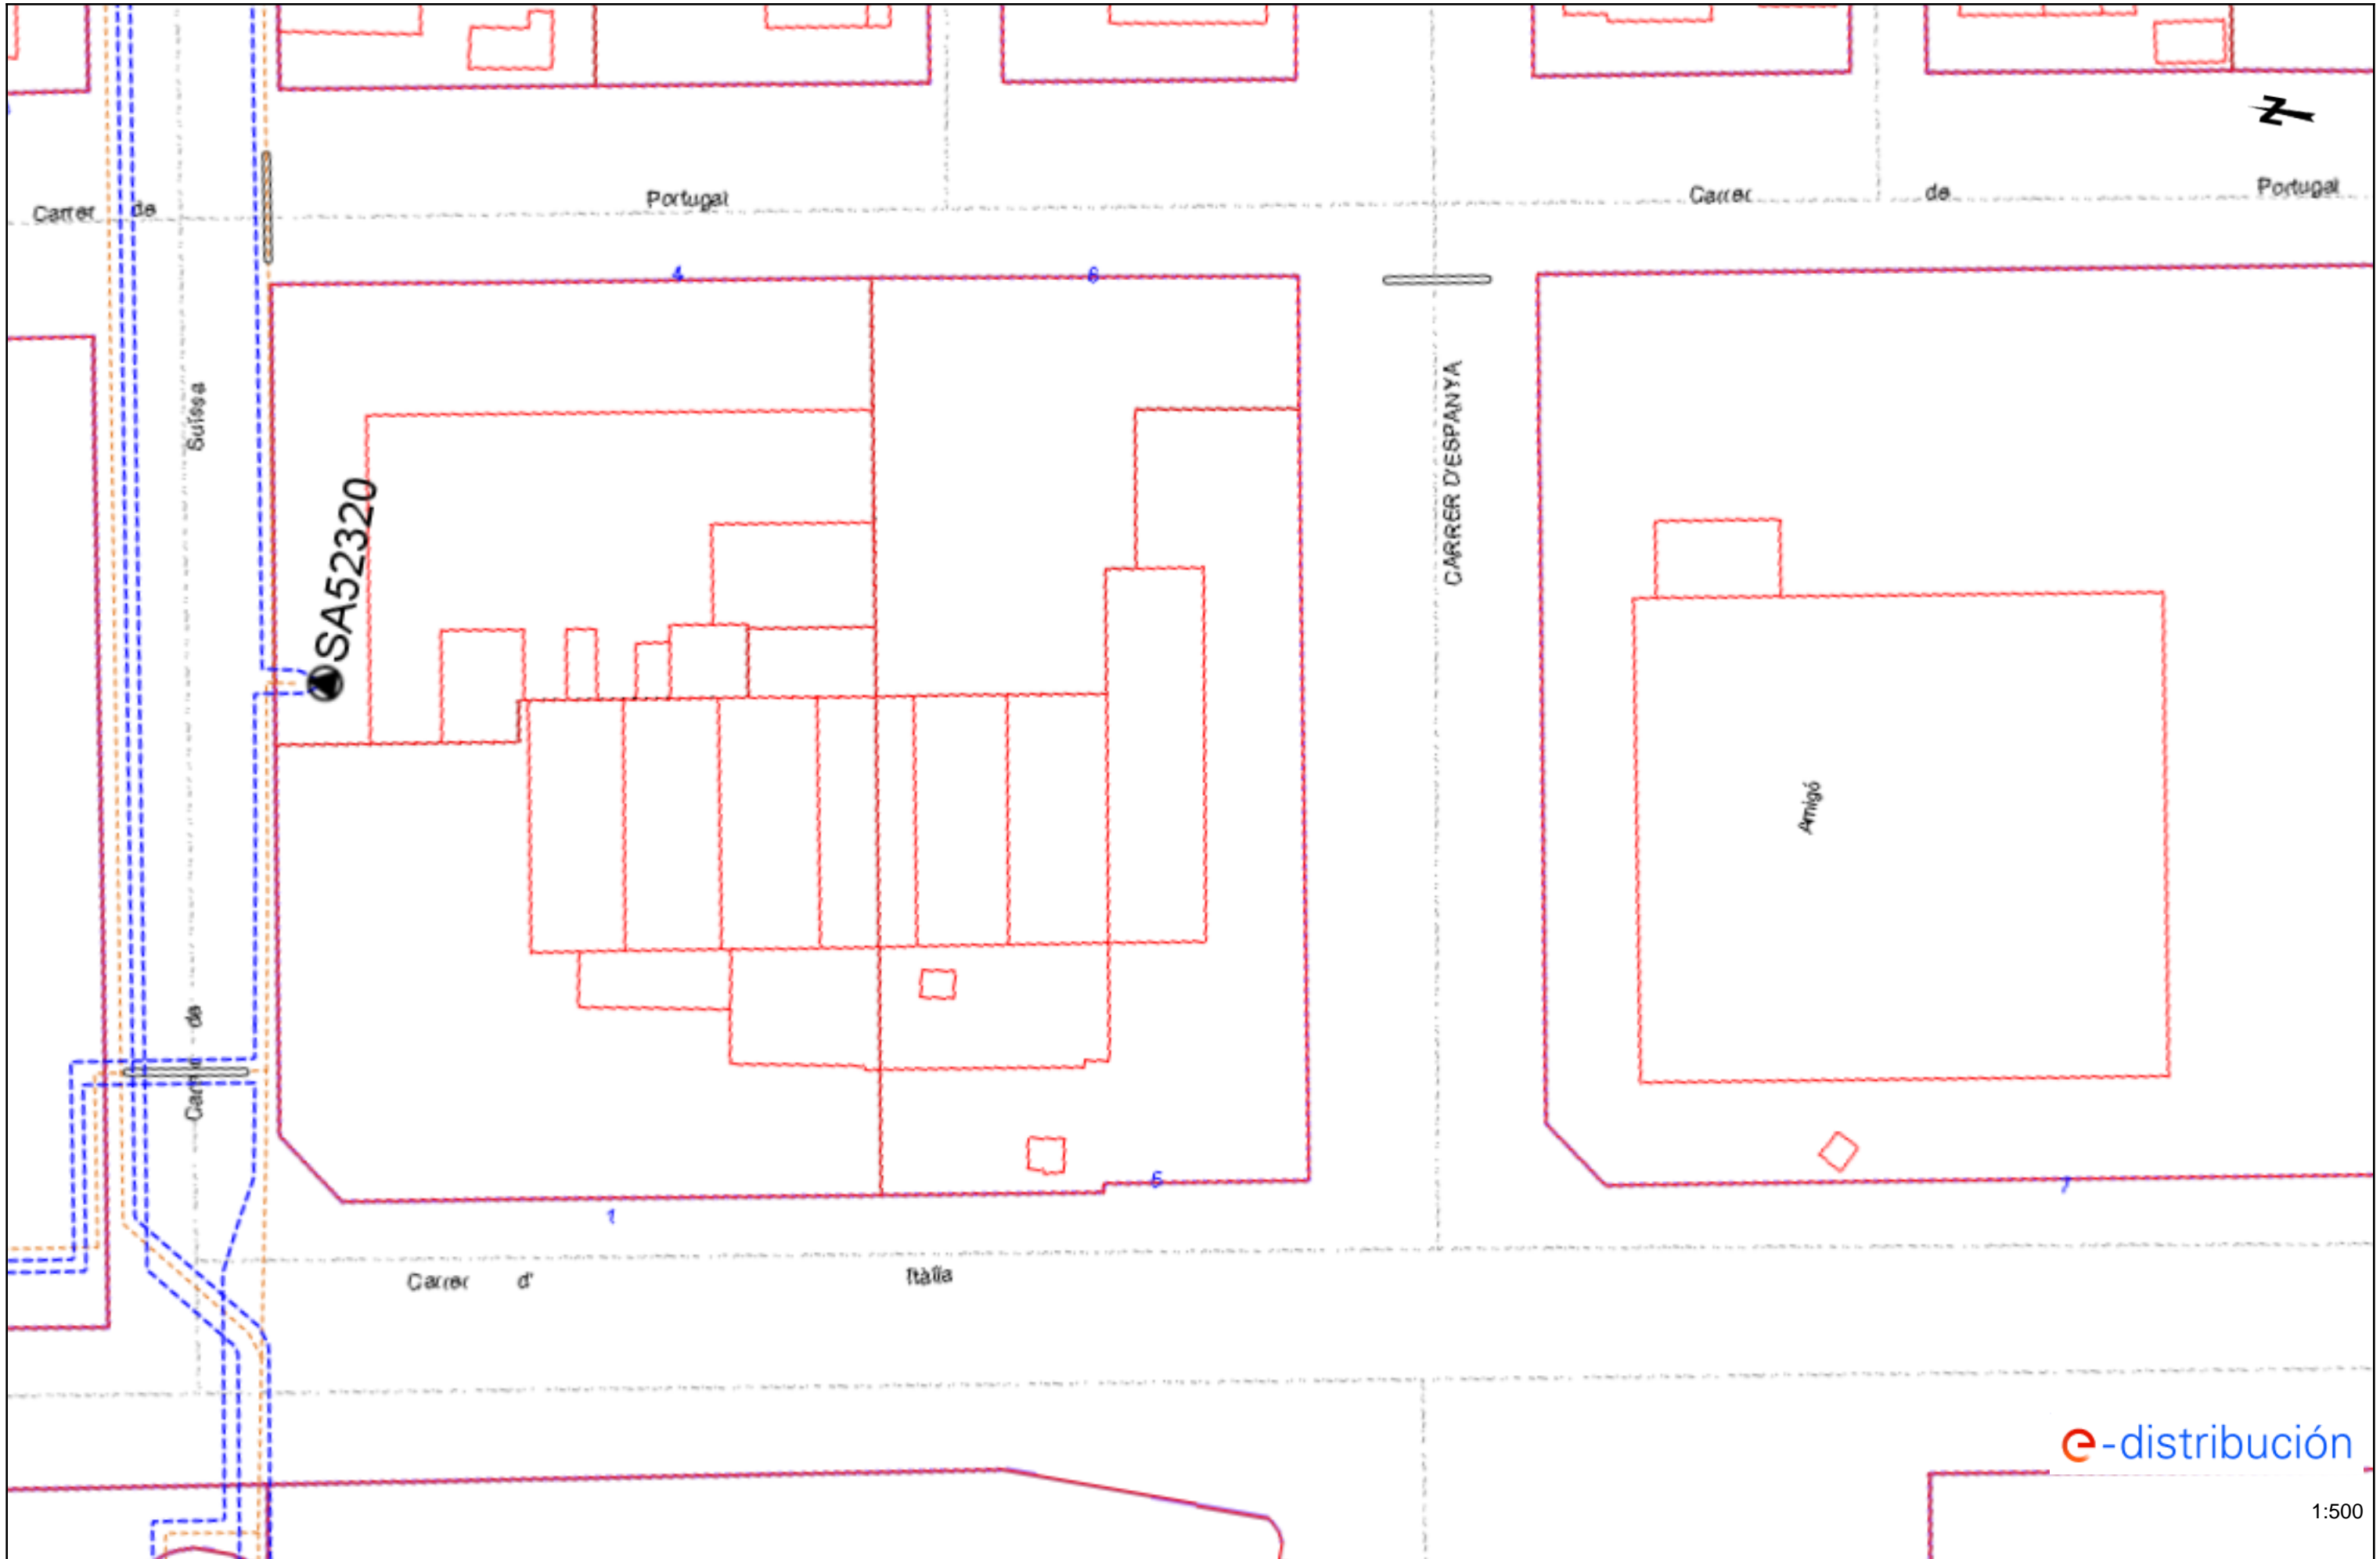 Carrer de
Portugal
Carrer de
Portugal
4
6
Suïssa
SA52320
CARRER D'ESPANYA
Amigó
Carrer de
5
7
1
Carrer d'
Itàlia
e-distribución
1:500